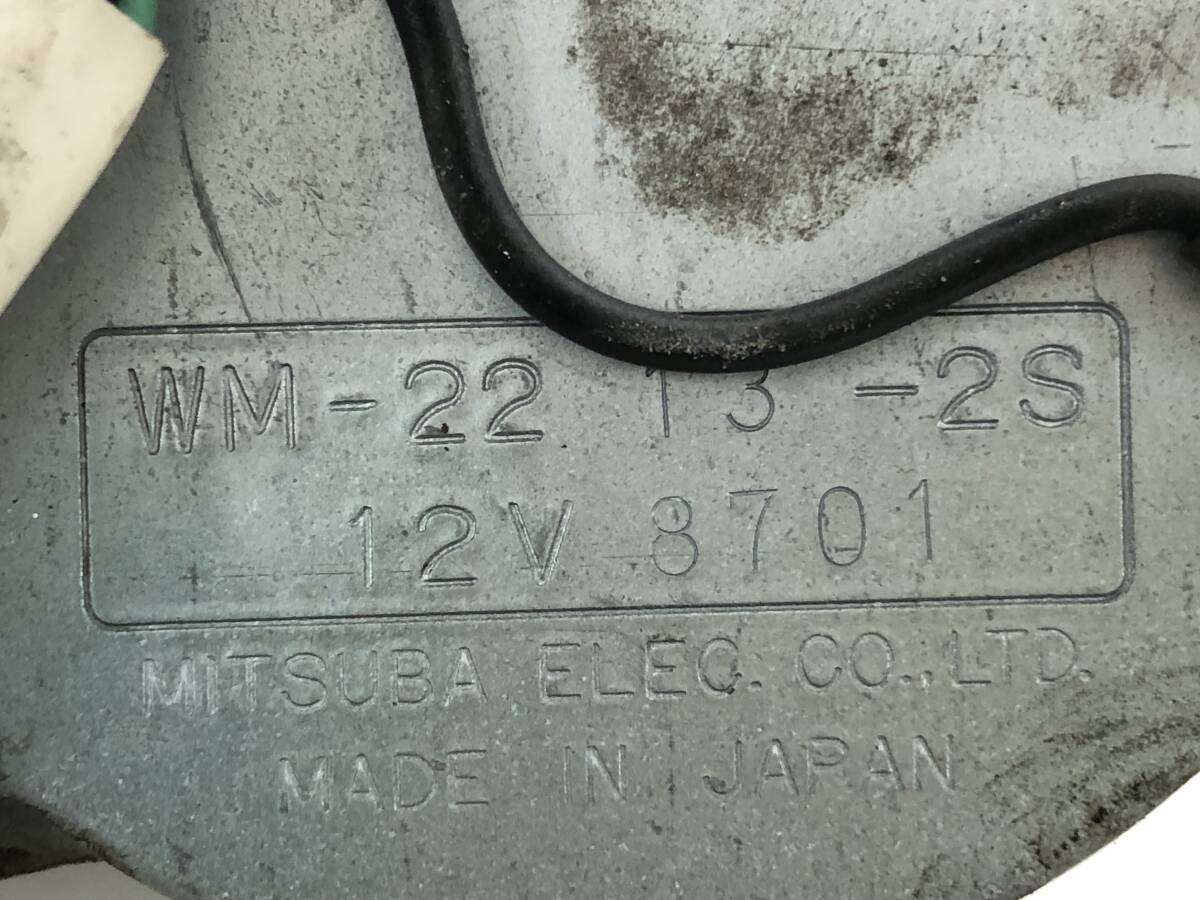 WM-22 13 -2S
12V 8701
MITSUBA ELEC. CO., LTD.
MADE IN JAPAN